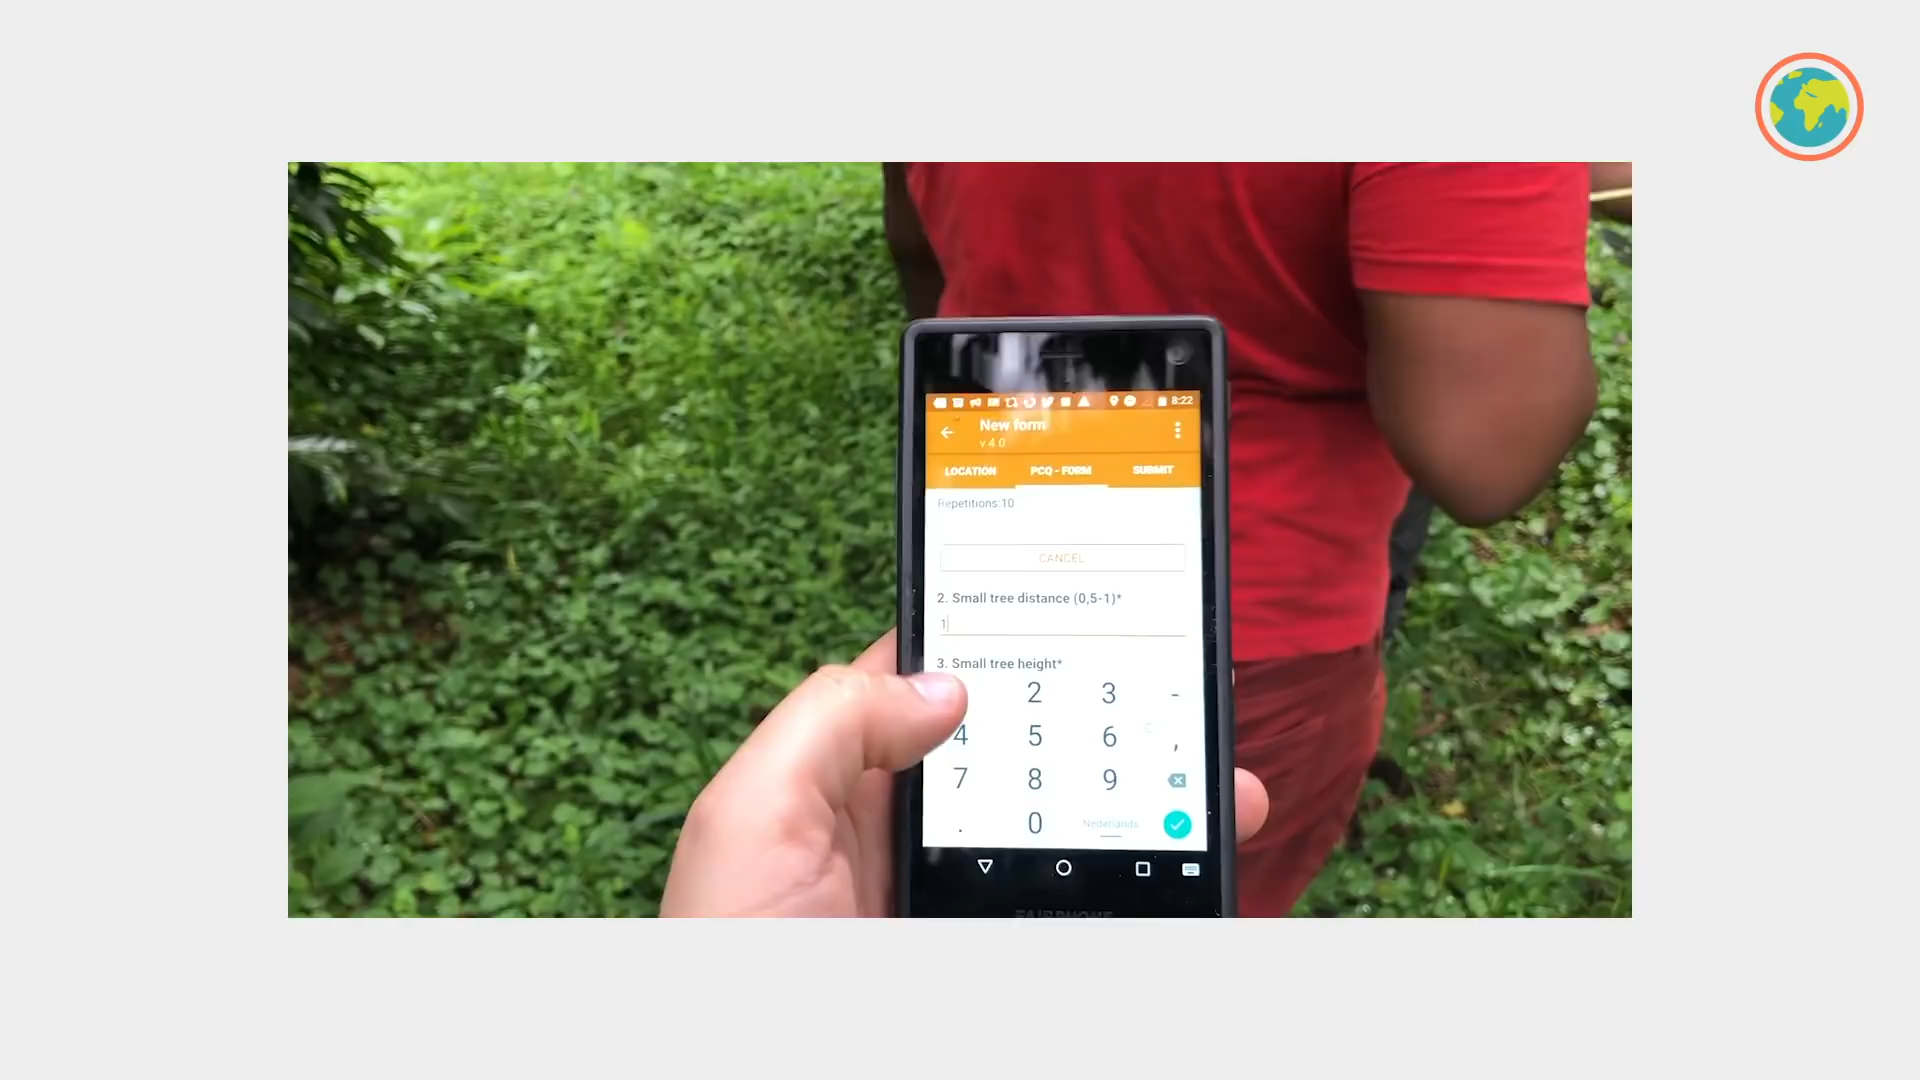 8:22
New form
v 4.0
LOCATION PCQ - FORM SUBMIT
Repetitions:10
CANCEL
2. Small tree distance (0,5-1)*
1
3. Small tree height*
2 3 -
4 5 6 ,
7 8 9
. 0 Nederlands
FAIRPHONE